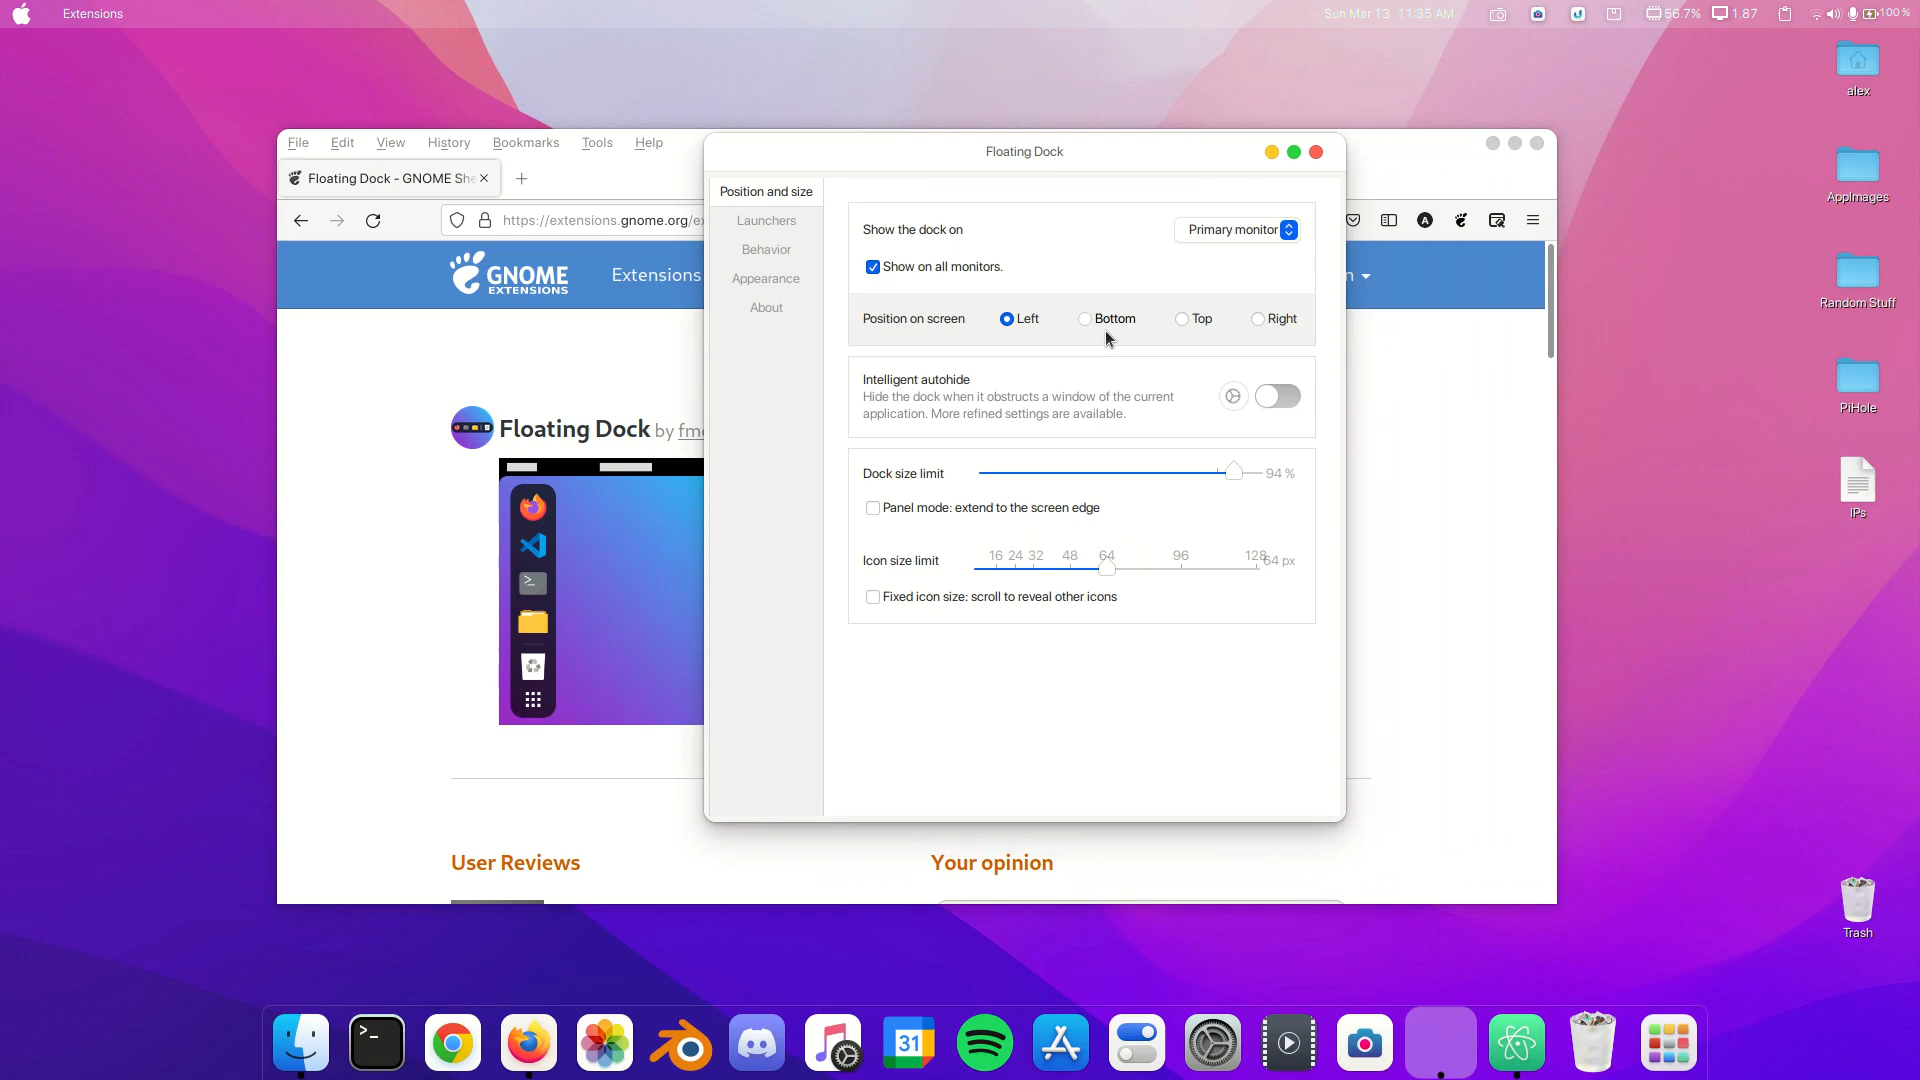 Extensions
Sun Mar 13 11:35 AM
56.7%
1.87
100%
alex
AppImages
Random Stuff
PiHole
IPs
Trash
File Edit View History Bookmarks Tools Help
Floating Dock - GNOME She
https://extensions.gnome.org/ex
GNOME
EXTENSIONS
Extensions
n
Floating Dock by fmd
User Reviews
Your opinion
Floating Dock
Position and size
Launchers
Behavior
Appearance
About
Show the dock on
Primary monitor
Show on all monitors.
Position on screen
Left
Bottom
Top
Right
Intelligent autohide
Hide the dock when it obstructs a window of the current
application. More refined settings are available.
Dock size limit
94 %
Panel mode: extend to the screen edge
Icon size limit
16 24 32 48 64 96 128
64 px
Fixed icon size: scroll to reveal other icons
31